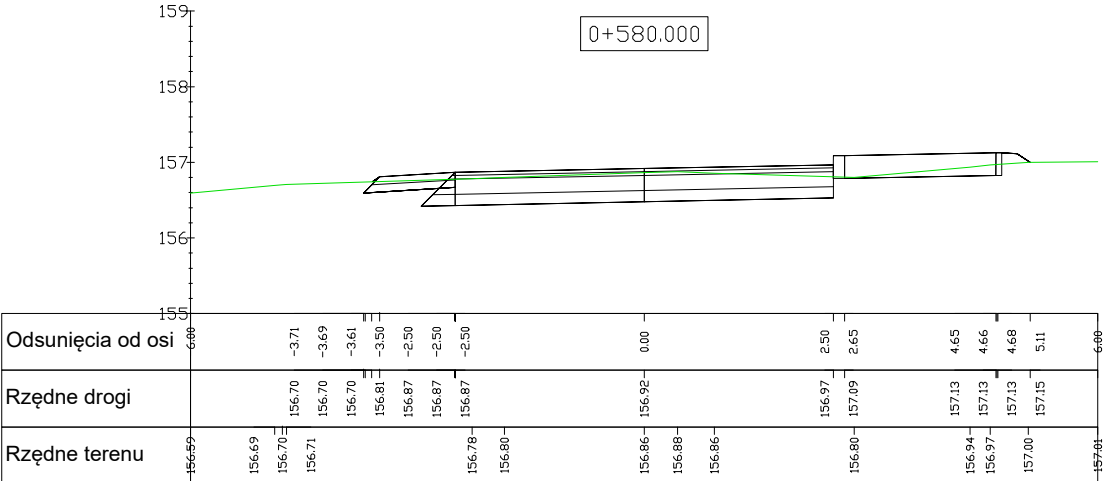 159
0+580.000
158
157
156
155
Odsunięcia od osi 6.00 -3.71 -3.69 -3.61 -3.50 -2.50 -2.50 -2.50 0.00 2.50 2.65 4.65 4.66 4.68 5.11 6.00
Rzędne drogi 156.70 156.70 156.70 156.81 156.87 156.87 156.87 156.92 156.97 157.09 157.13 157.13 157.13 157.15
Rzędne terenu 156.59 156.69 156.70 156.71 156.78 156.80 156.86 156.88 156.86 156.80 156.94 156.97 157.00 157.01